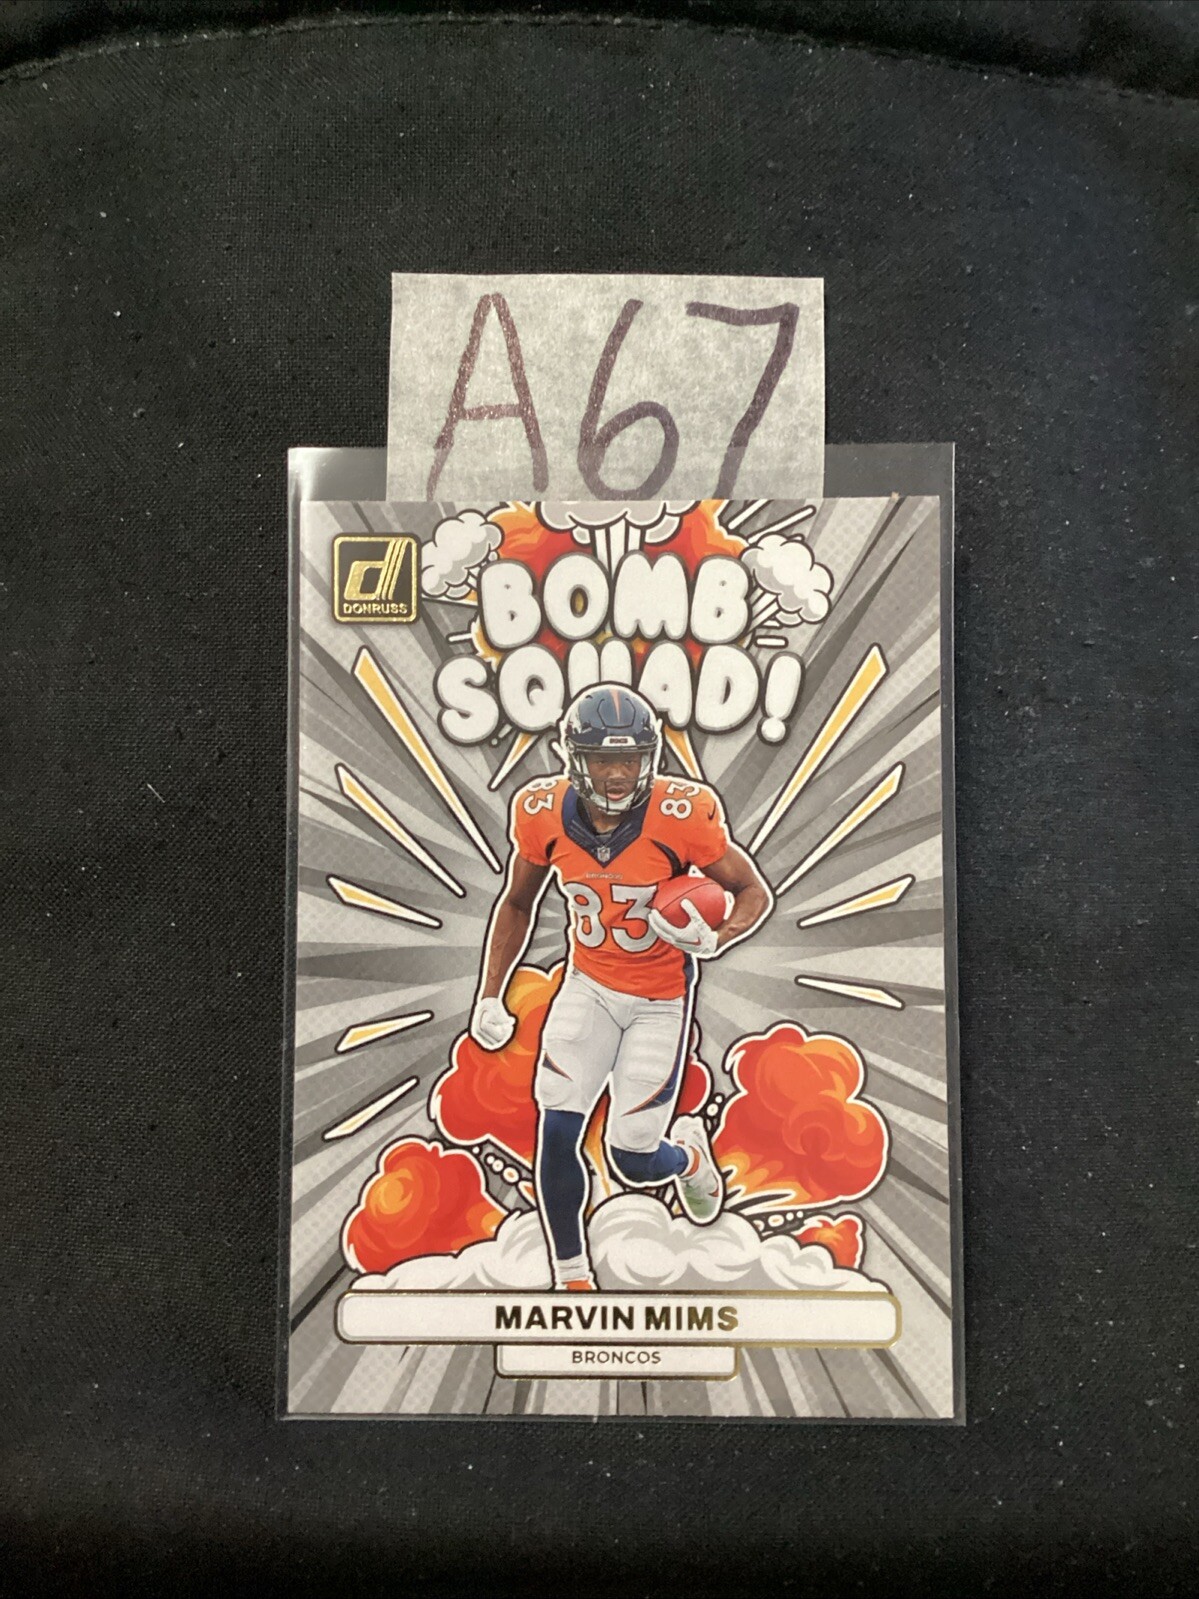 A67
DONRUSS
BOMB
SQUAD!
83
83
83
MARVIN MIMS
BRONCOS